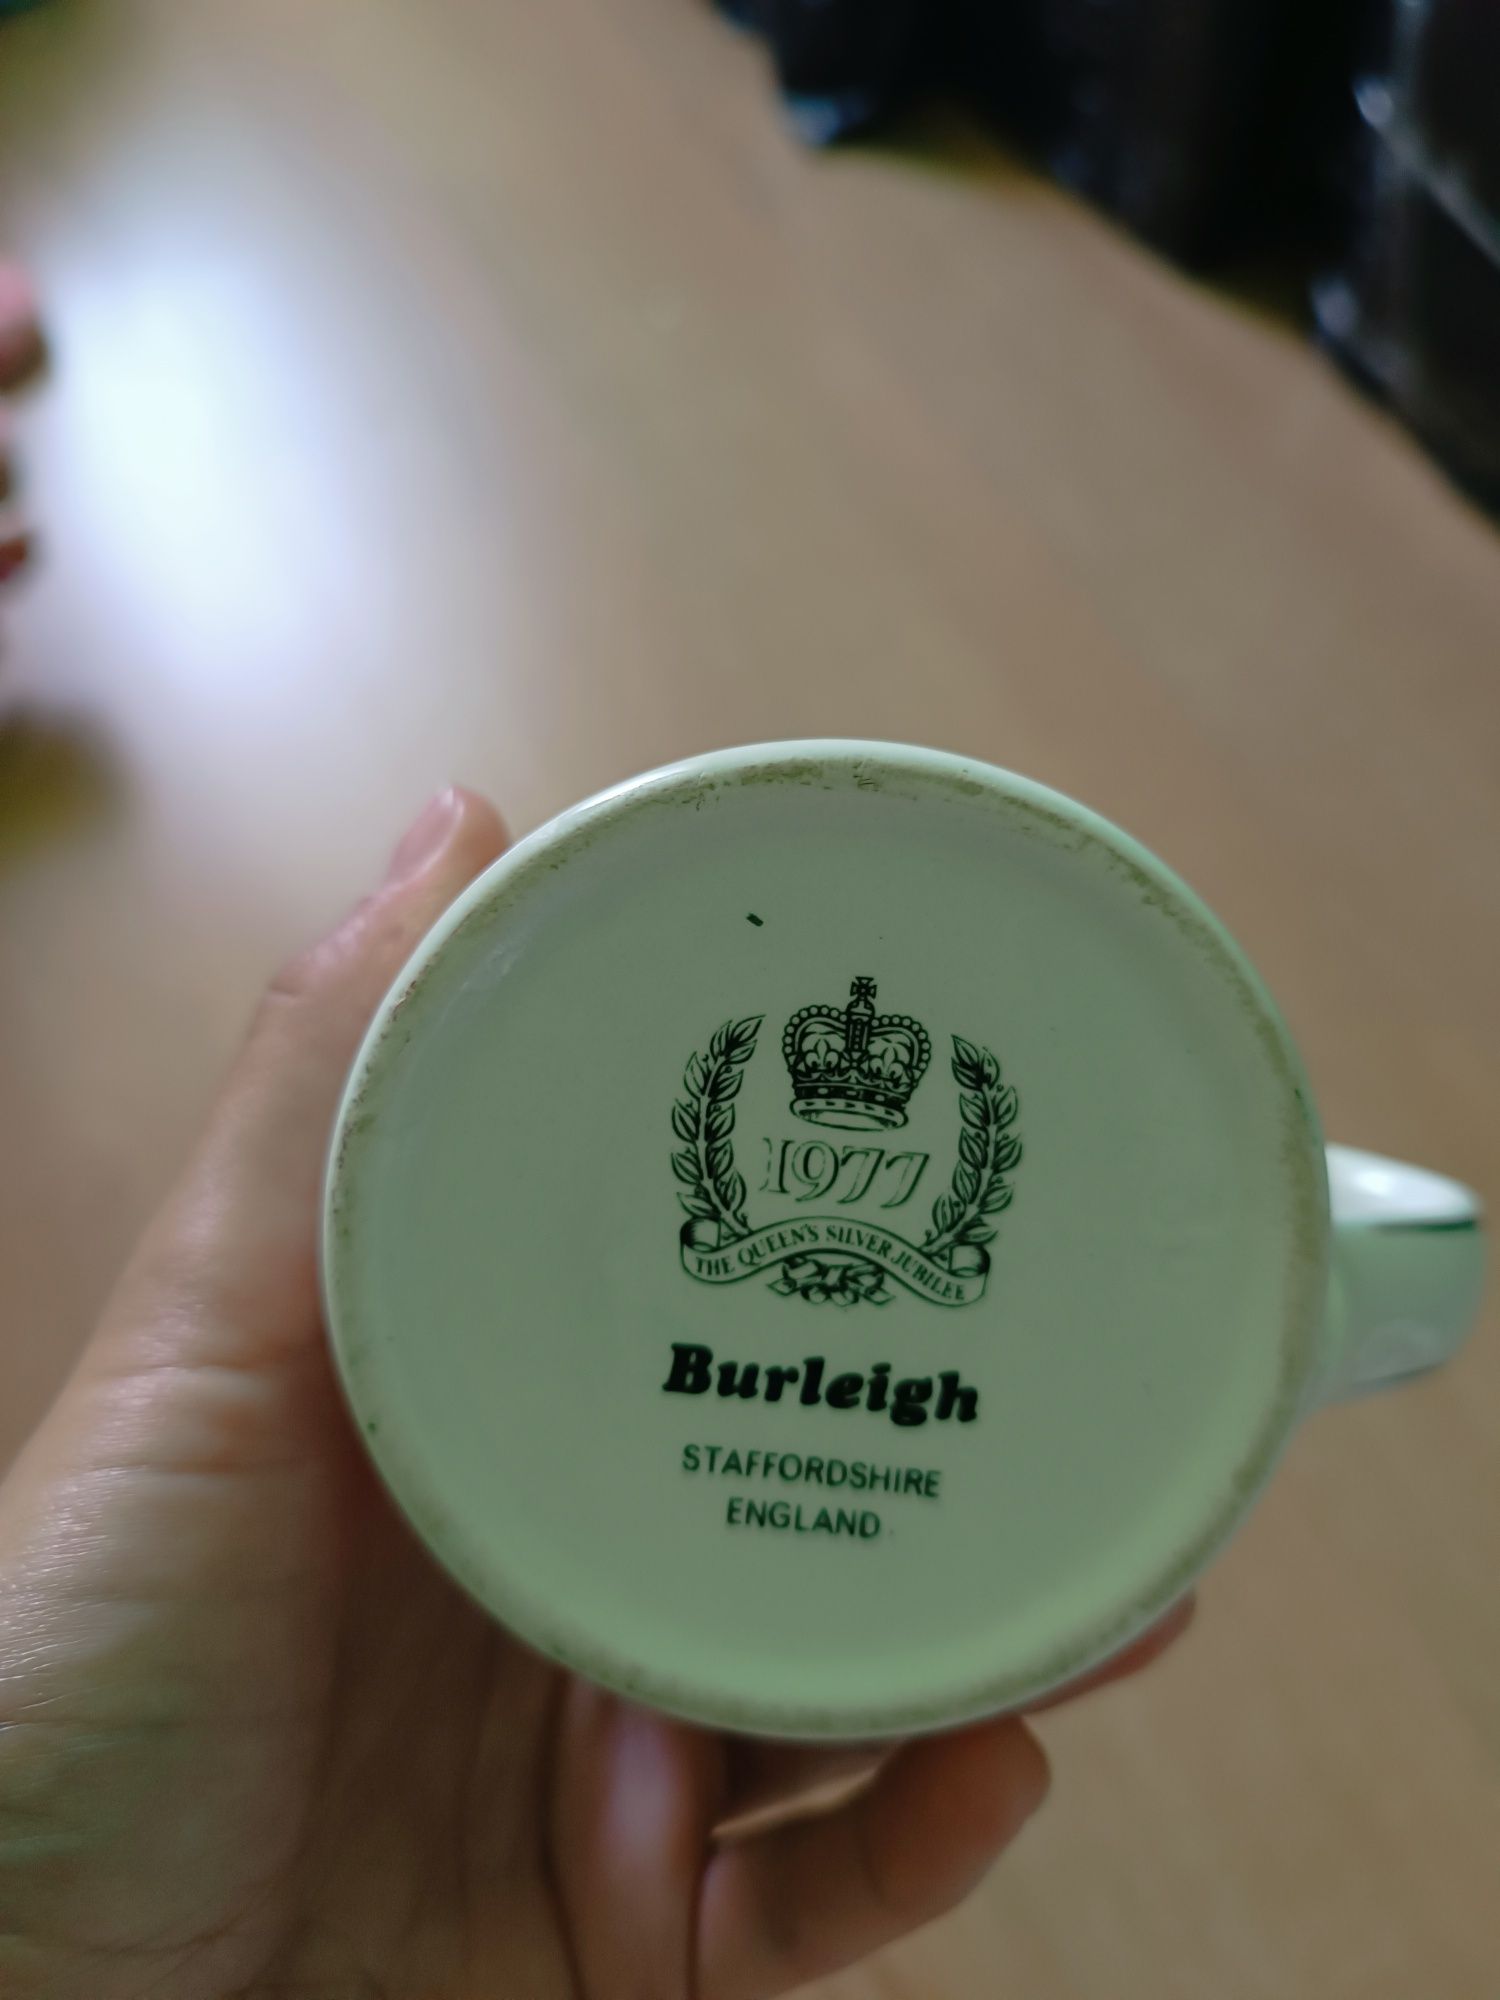 1977
THE QUEEN'S SILVER JUBILEE
Burleigh
STAFFORDSHIRE
ENGLAND